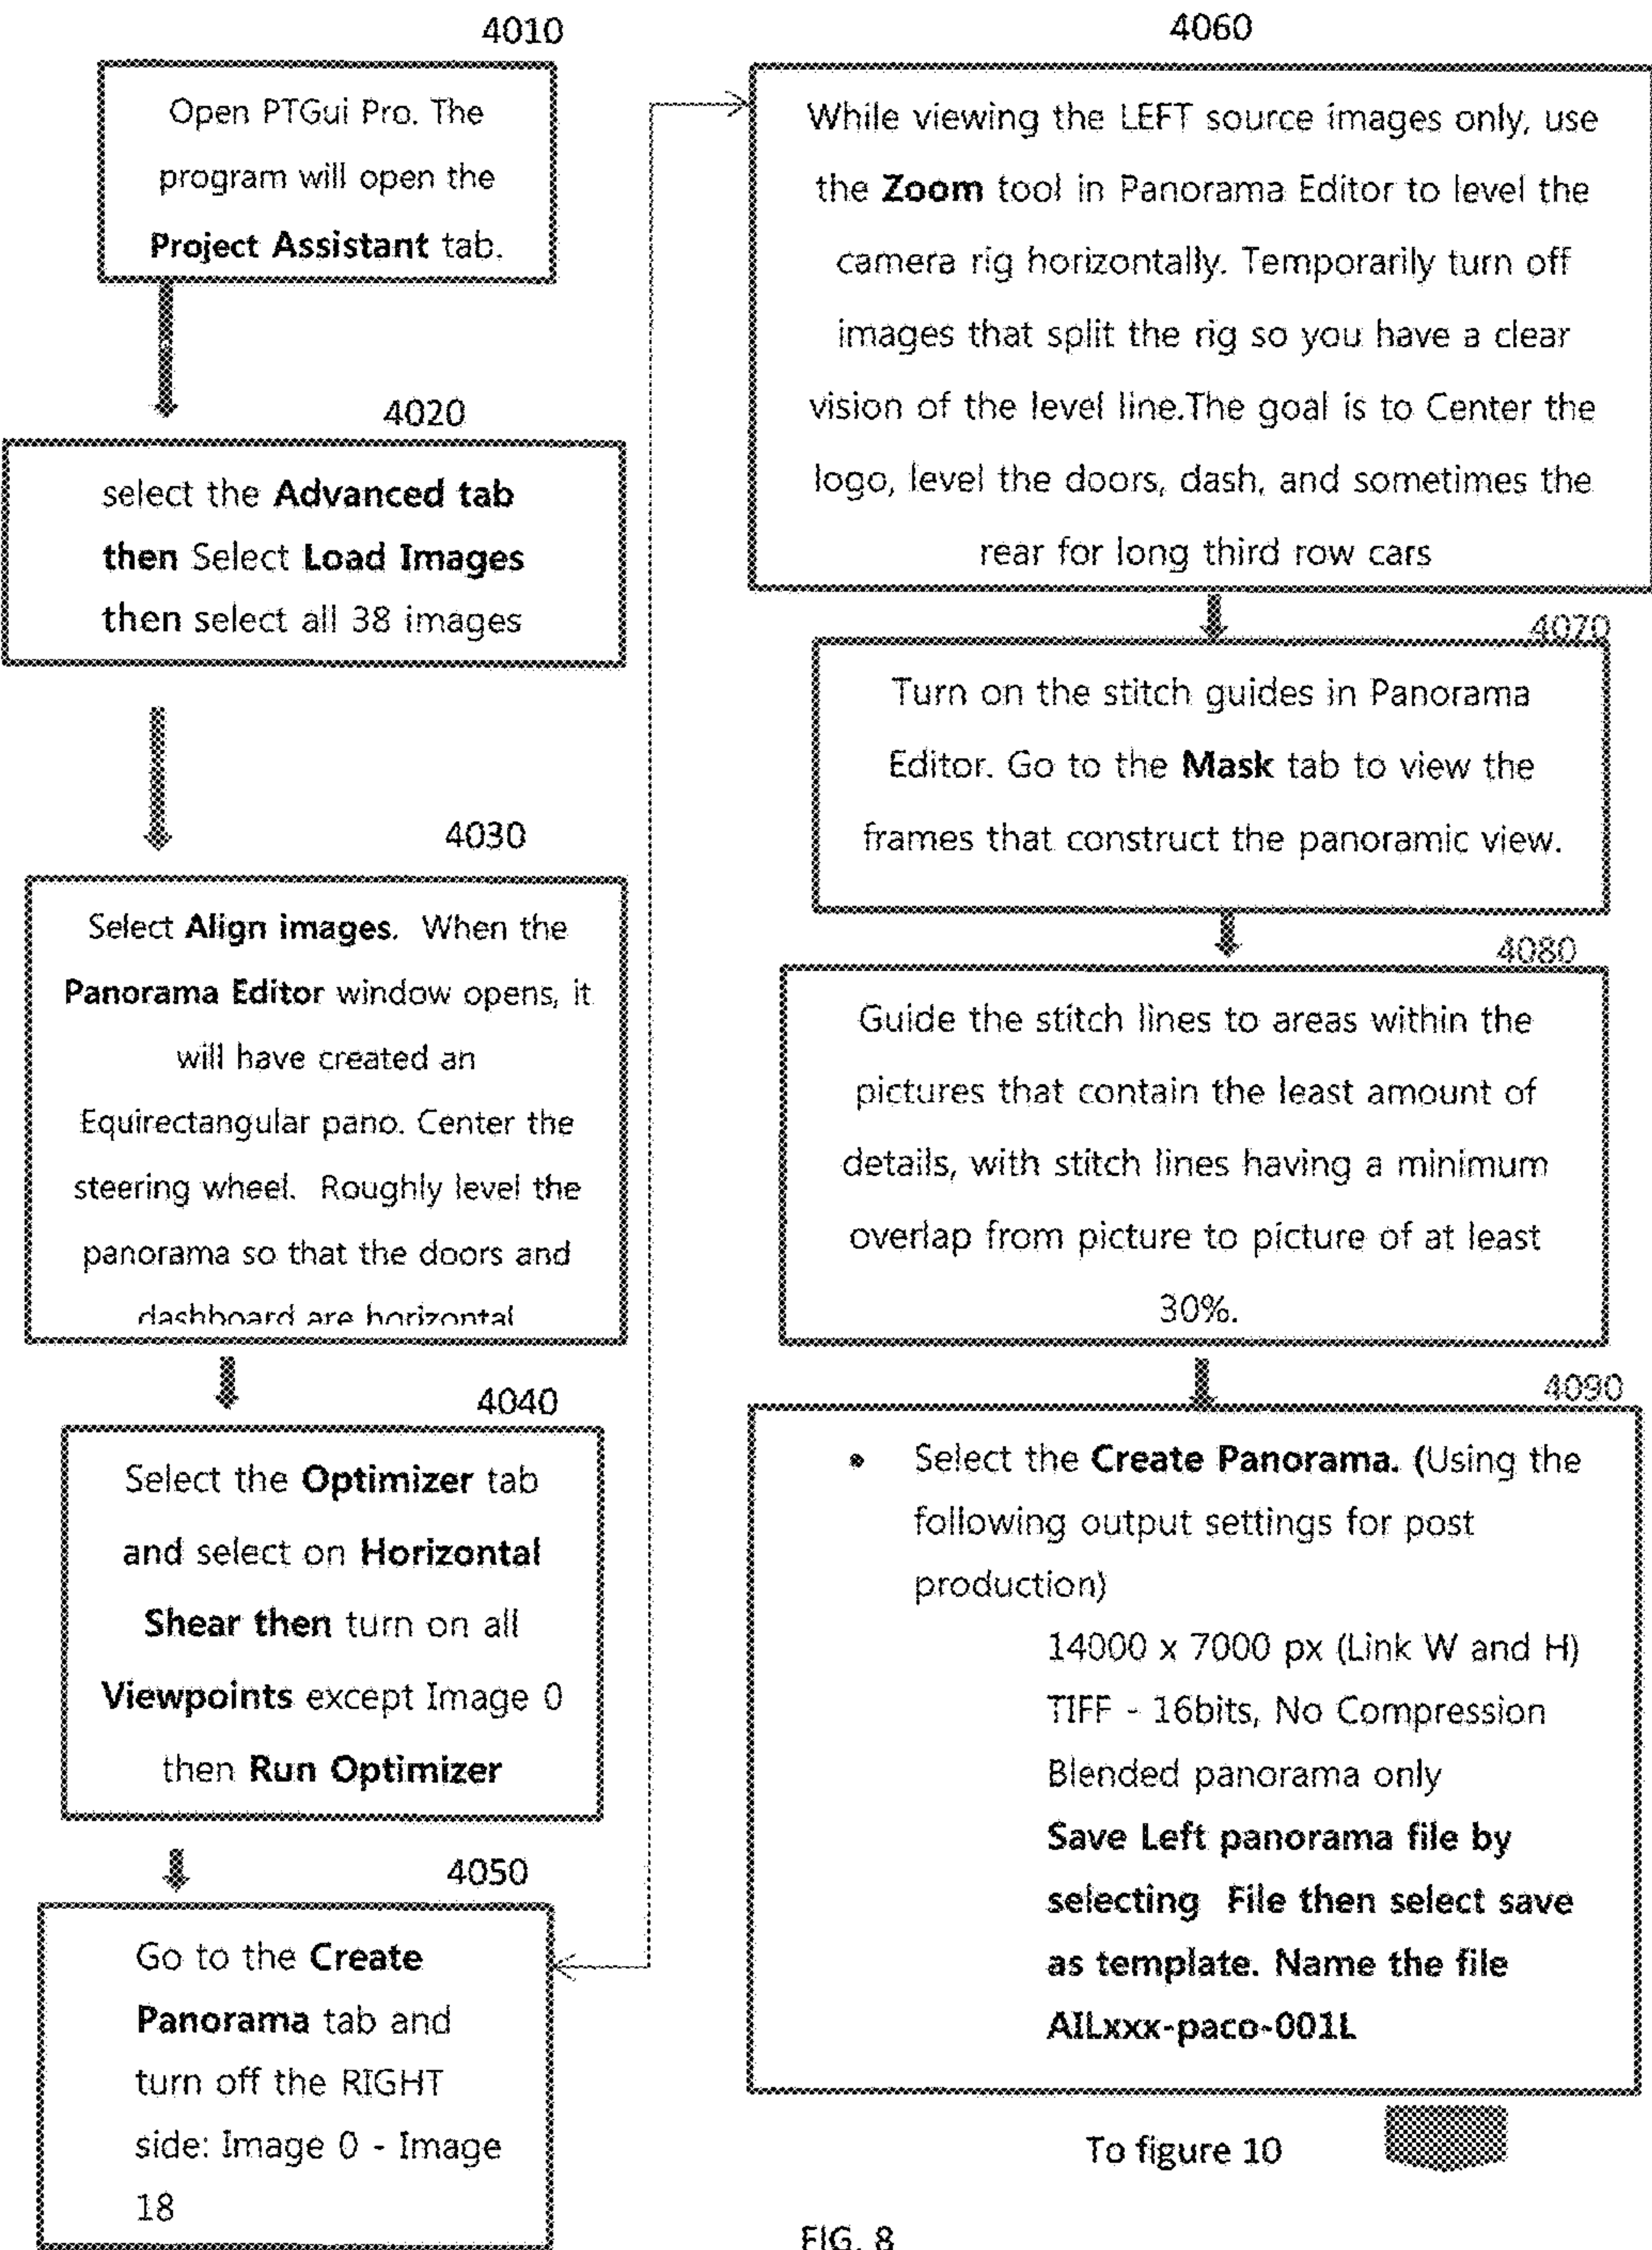 4010
Open PTGui Pro. The
program will open the
Project Assistant tab.
4020
select the Advanced tab
then Select Load Images
then select all 38 images
4030
Select Align images. When the
Panorama Editor window opens, it
will have created an
Equirectangular pano. Center the
steering wheel. Roughly level the
panorama so that the doors and
dashboard are horizontal
4040
Select the Optimizer tab
and select on Horizontal
Shear then turn on all
Viewpoints except Image 0
then Run Optimizer
4050
Go to the Create
Panorama tab and
turn off the RIGHT
side: Image 0 - Image
18
4060
While viewing the LEFT source images only, use
the Zoom tool in Panorama Editor to level the
camera rig horizontally. Temporarily turn off
images that split the rig so you have a clear
vision of the level line.The goal is to Center the
logo, level the doors, dash, and sometimes the
rear for long third row cars
4070
Turn on the stitch guides in Panorama
Editor. Go to the Mask tab to view the
frames that construct the panoramic view.
4080
Guide the stitch lines to areas within the
pictures that contain the least amount of
details, with stitch lines having a minimum
overlap from picture to picture of at least
30%.
4090
• Select the Create Panorama. (Using the
following output settings for post
production)
14000 x 7000 px (Link W and H)
TIFF - 16bits, No Compression
Blended panorama only
Save Left panorama file by
selecting File then select save
as template. Name the file
AILxxx-paco-001L
To figure 10
FIG. 8